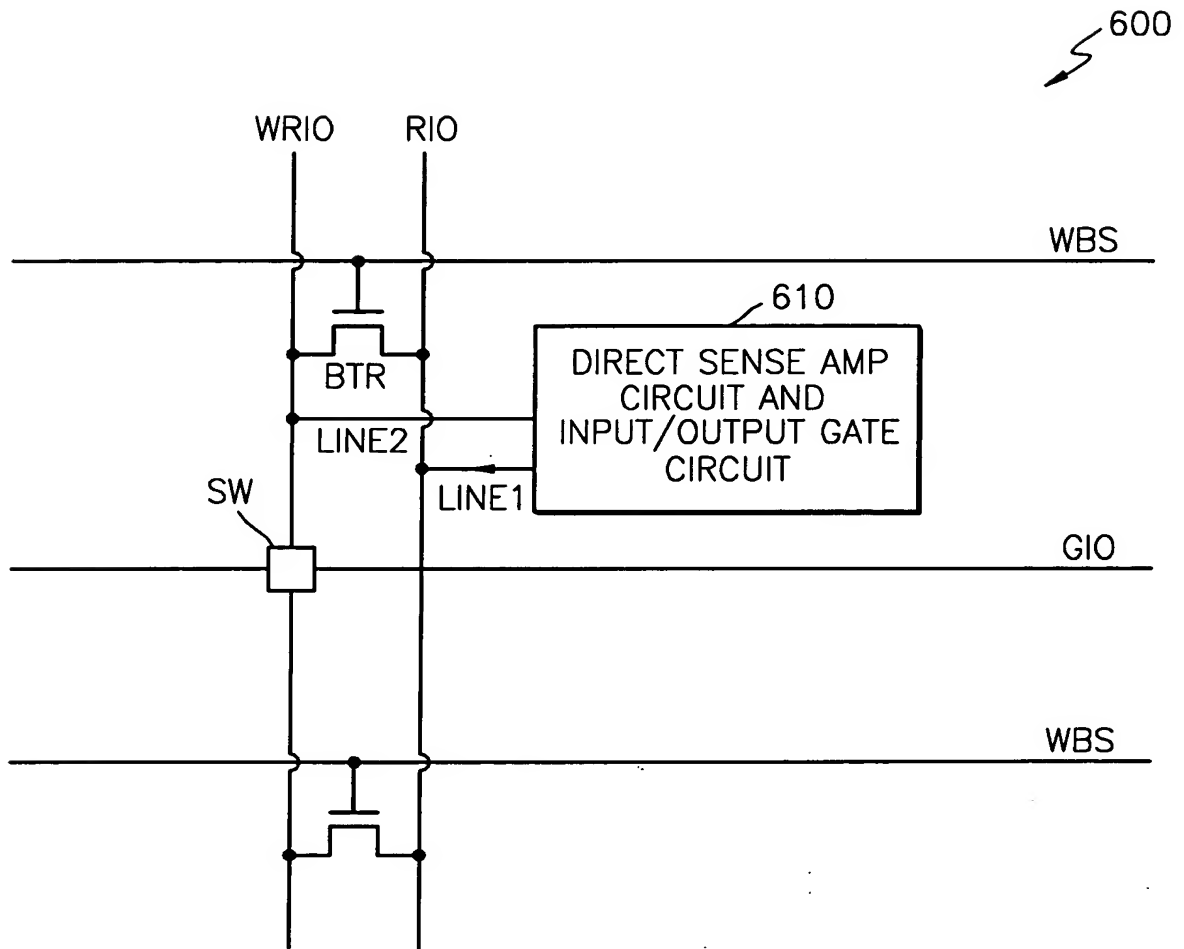 600
WRIO RIO
WBS
610
BTR
DIRECT SENSE AMP
CIRCUIT AND
INPUT/OUTPUT GATE
CIRCUIT
LINE2
LINE1
SW
GIO
WBS